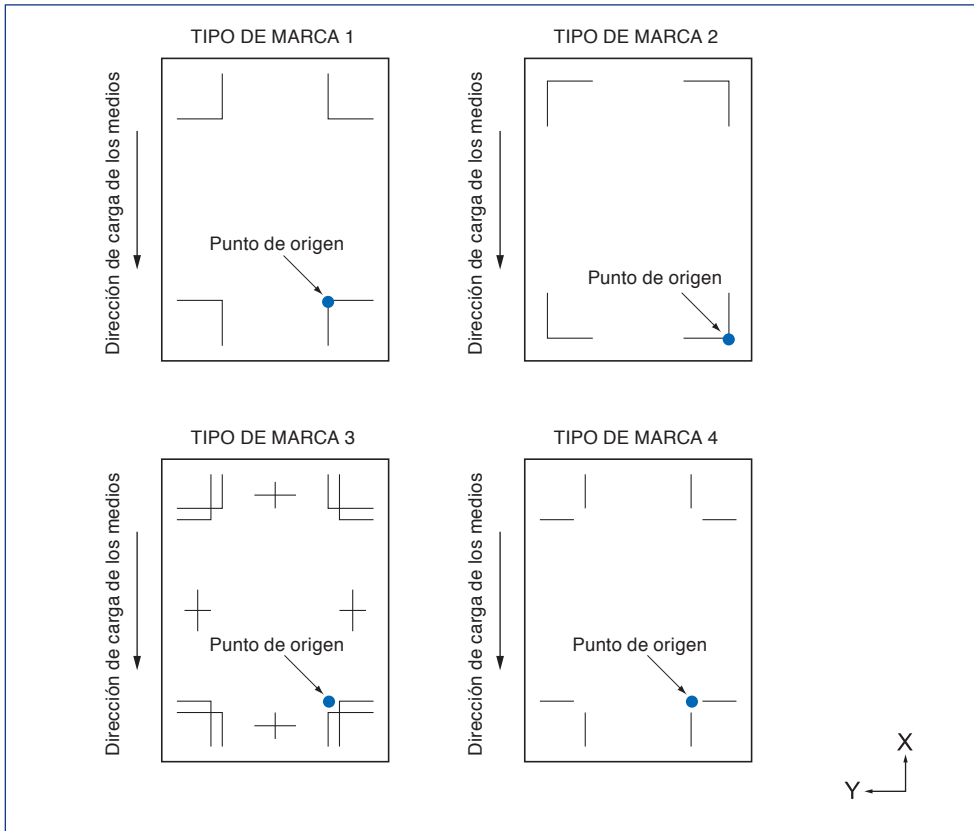 TIPO DE MARCA 1
Dirección de carga de los medios
Punto de origen
TIPO DE MARCA 2
Dirección de carga de los medios
Punto de origen
TIPO DE MARCA 3
Dirección de carga de los medios
Punto de origen
TIPO DE MARCA 4
Dirección de carga de los medios
Punto de origen
X
Y